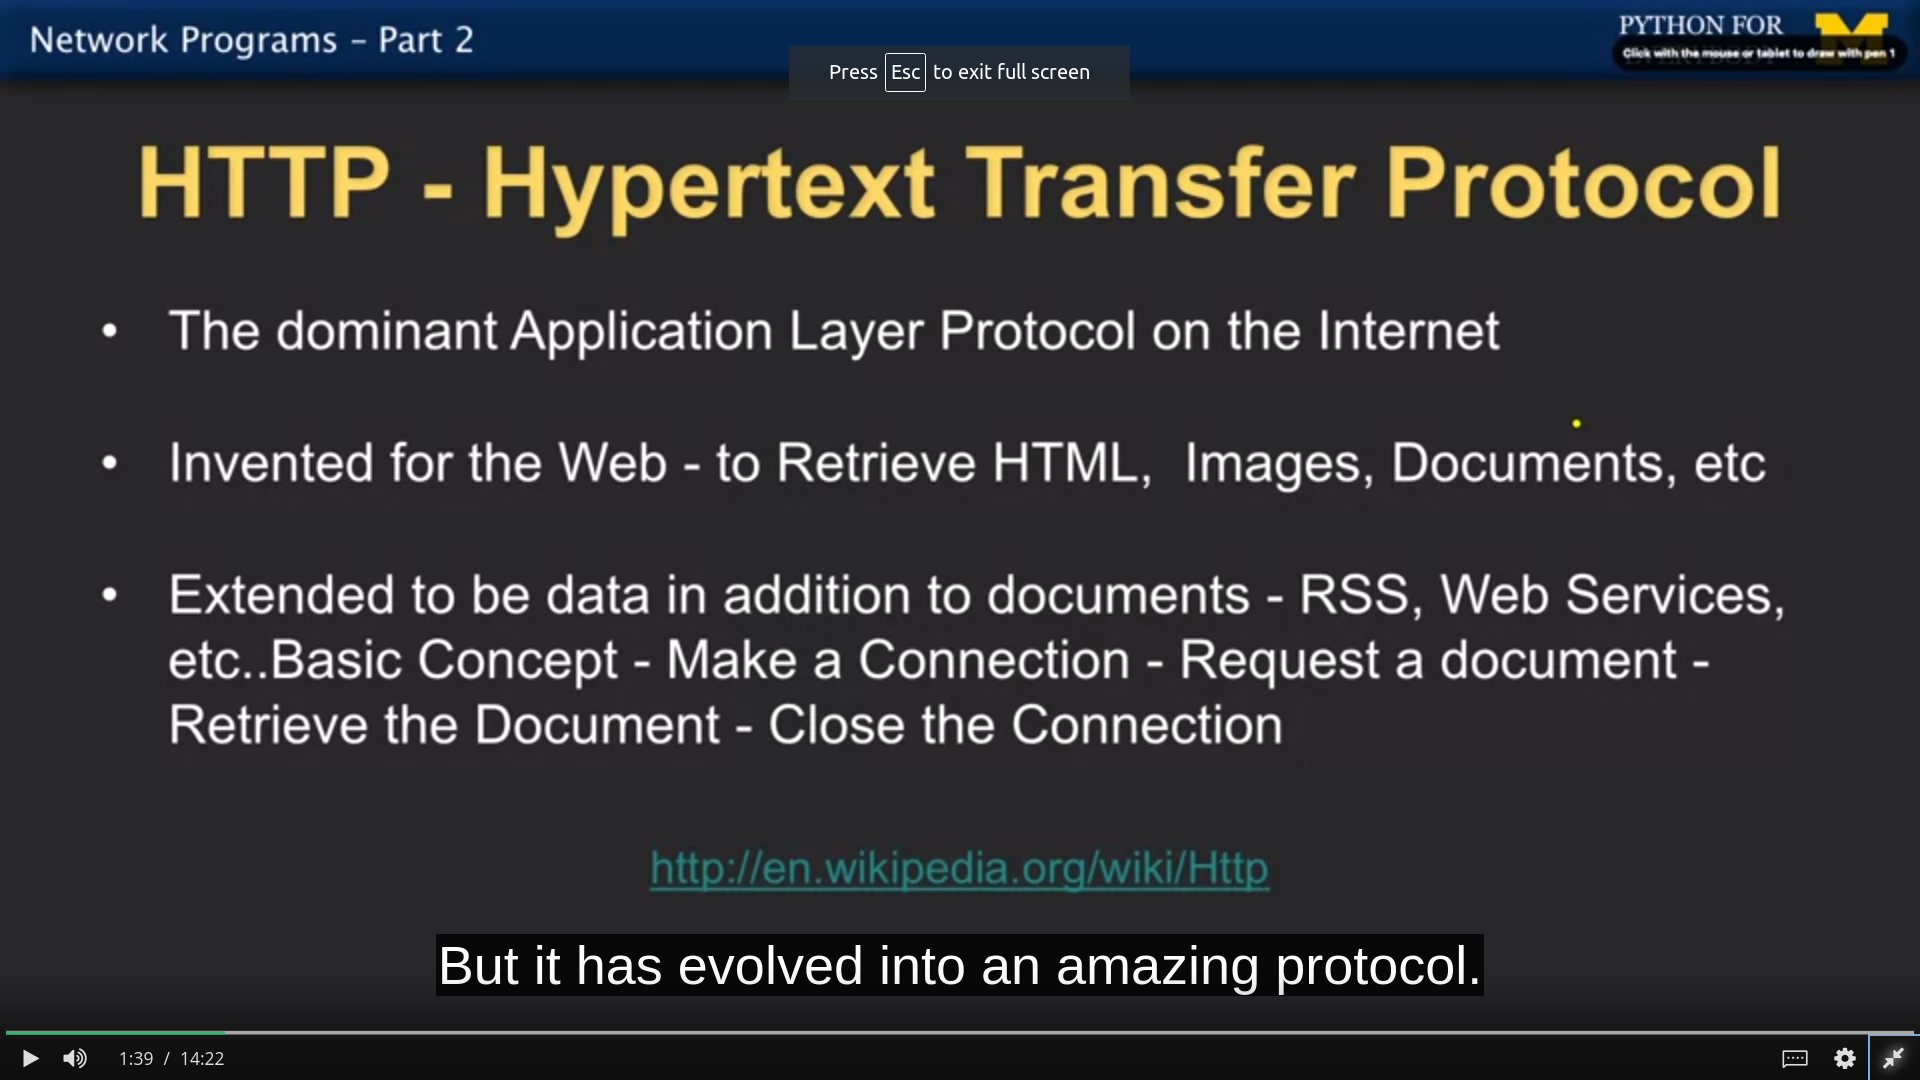 Network Programs – Part 2
PYTHON FOR
Click with the mouse or tablet to draw with pen 1
Press Esc to exit full screen
HTTP - Hypertext Transfer Protocol
• The dominant Application Layer Protocol on the Internet
• Invented for the Web - to Retrieve HTML, Images, Documents, etc
• Extended to be data in addition to documents - RSS, Web Services,
etc..Basic Concept - Make a Connection - Request a document -
Retrieve the Document - Close the Connection
http://en.wikipedia.org/wiki/Http
But it has evolved into an amazing protocol.
1:39 / 14:22